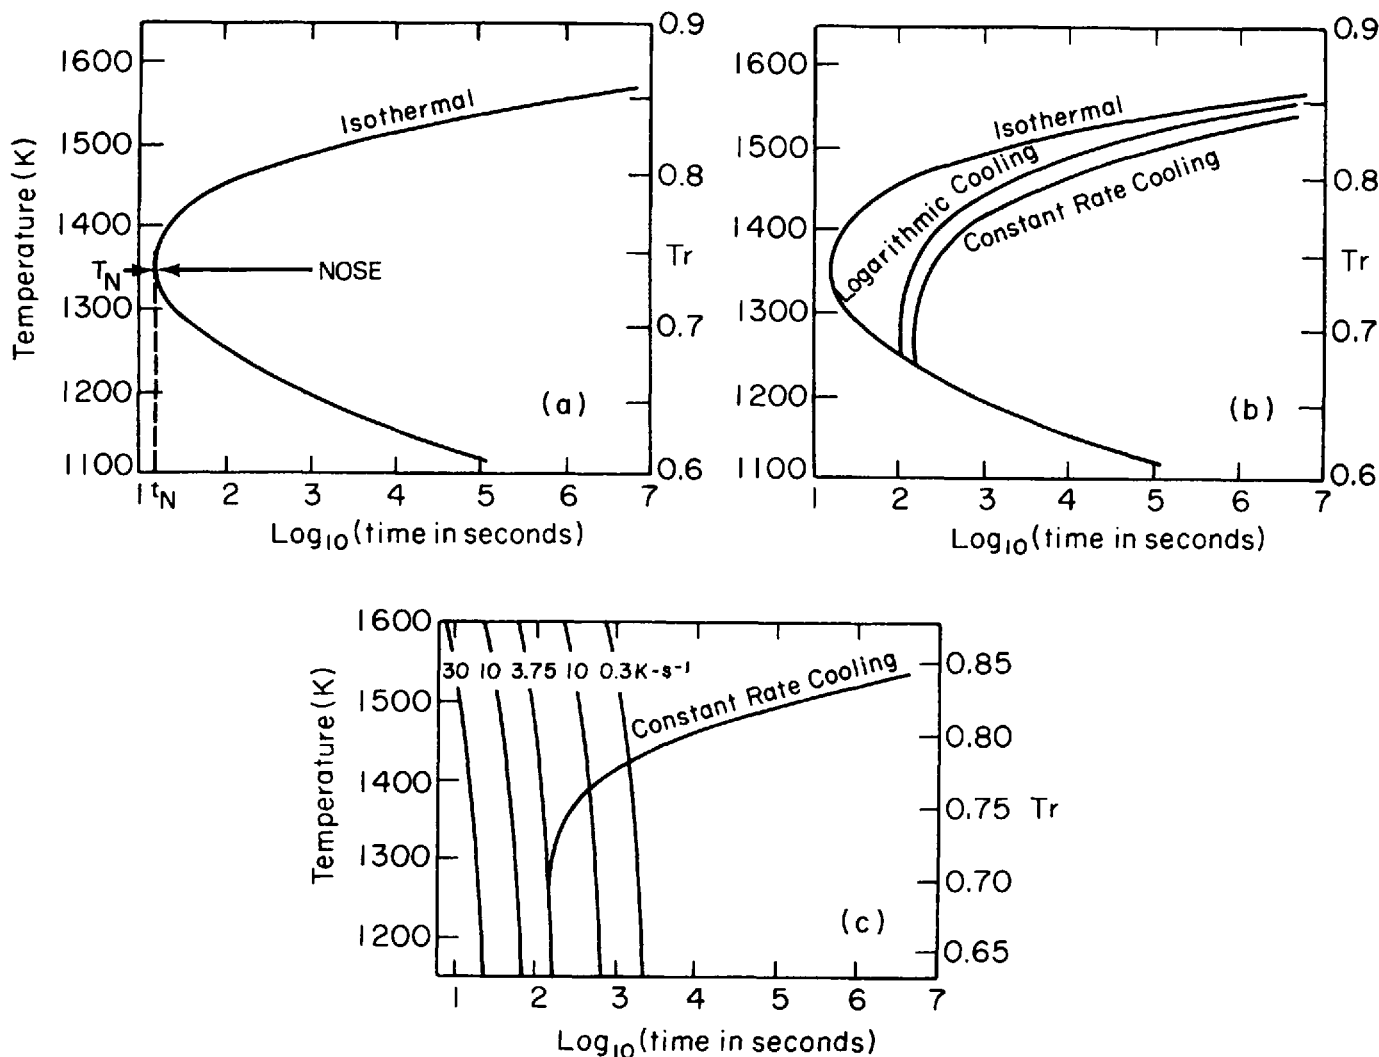 1600
1500
1400
1300
1200
1100
Temperature (K)
T_N
Isothermal
NOSE
(a)
0.9
0.8
Tr
0.7
0.6
1 t_N 2 3 4 5 6 7
Log₁₀ (time in seconds)
1600
1500
1400
1300
1200
1100
Isothermal
Logarithmic Cooling
Constant Rate Cooling
(b)
0.9
0.8
Tr
0.7
0.6
1 2 3 4 5 6 7
Log₁₀ (time in seconds)
1600
1500
1400
1300
1200
Temperature (K)
30 10 3.75 10 0.3 K-s⁻¹
Constant Rate Cooling
(c)
0.85
0.80
0.75 Tr
0.70
0.65
1 2 3 4 5 6 7
Log₁₀ (time in seconds)